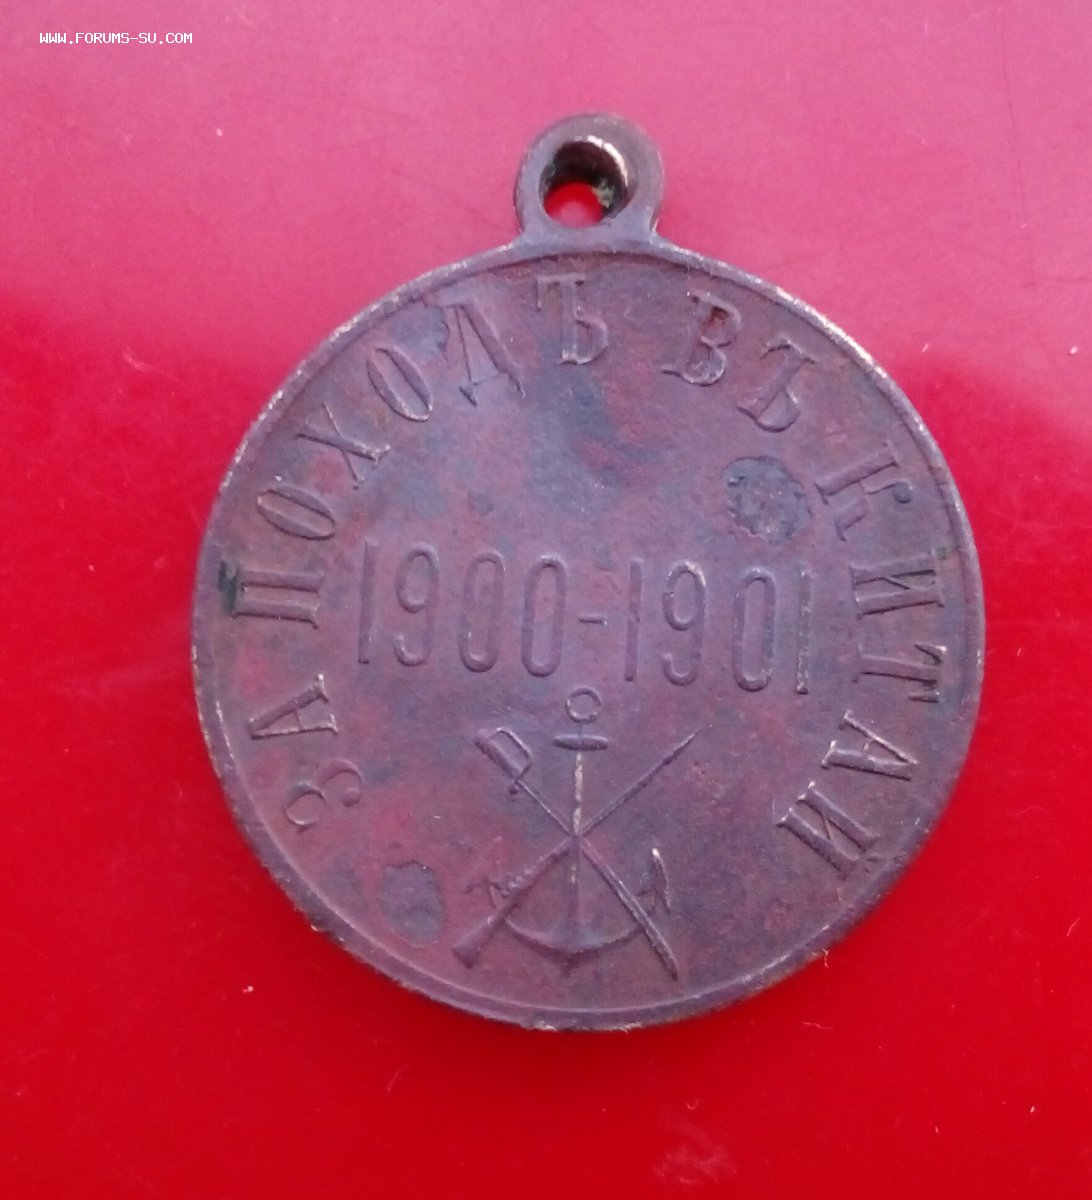 WWW.FORUMS-SU.COM
ЗА ПОХОДЪ ВЪ КИТАЙ
1900-1901